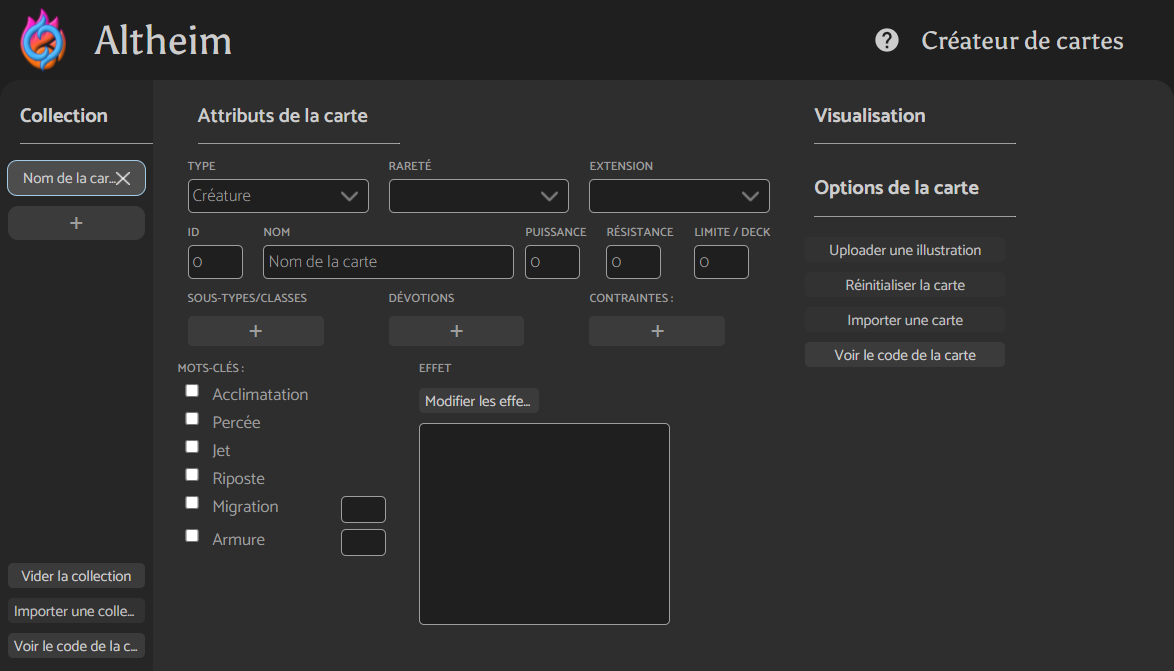 Altheim
Créateur de cartes
Collection
Nom de la car...
+
Vider la collection
Importer une colle...
Voir le code de la c...
Attributs de la carte
TYPE RARETÉ EXTENSION
Créature
ID NOM PUISSANCE RÉSISTANCE LIMITE / DECK
0 Nom de la carte 0 0 0
SOUS-TYPES/CLASSES DÉVOTIONS CONTRAINTES :
+ + +
MOTS-CLÉS :
Acclimatation
Percée
Jet
Riposte
Migration
Armure
EFFET
Modifier les effe...
Visualisation
Options de la carte
Uploader une illustration
Réinitialiser la carte
Importer une carte
Voir le code de la carte